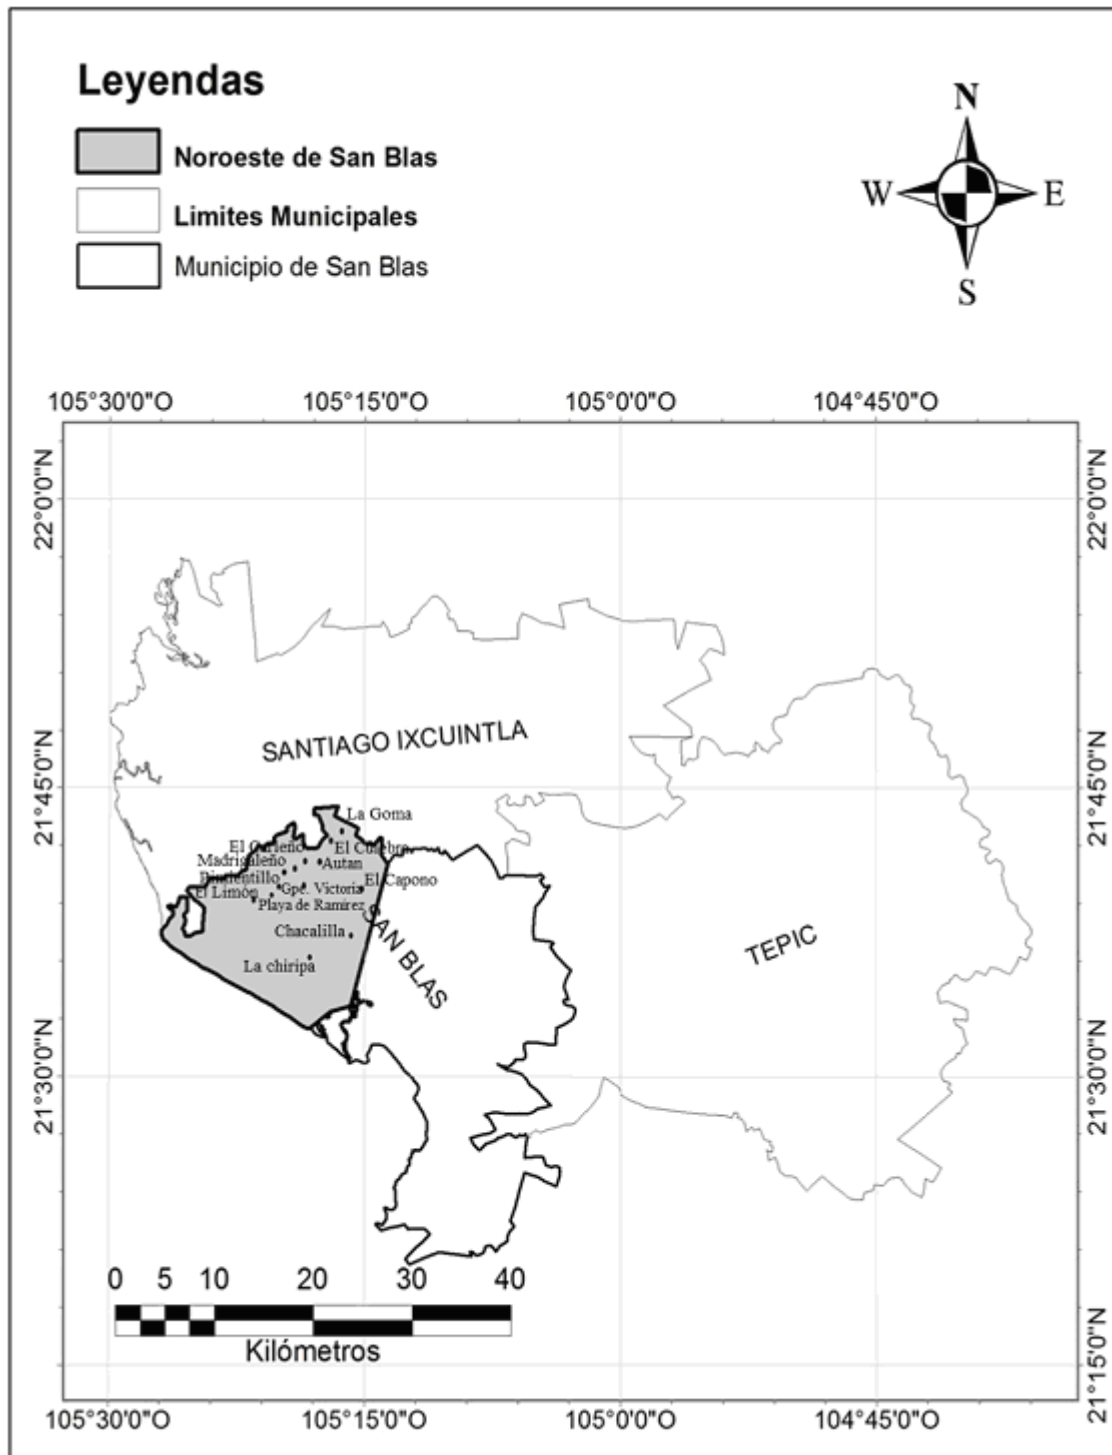 Leyendas
Noroeste de San Blas
Limites Municipales
Municipio de San Blas
N
W
E
S
105°30'0"O
105°15'0"O
105°0'0"O
104°45'0"O
22°0'0"N
22°0'0"N
21°45'0"N
21°45'0"N
21°30'0"N
21°30'0"N
21°15'0"N
SANTIAGO IXCUINTLA
La Goma
El Culebra
Madrigaleño
Autan
El Capono
El Limón
Gpe. Victoria
Playa de Ramírez
Chacalilla
La chiripa
SAN BLAS
TEPIC
0 5 10 20 30 40
Kilómetros
105°30'0"O
105°15'0"O
105°0'0"O
104°45'0"O